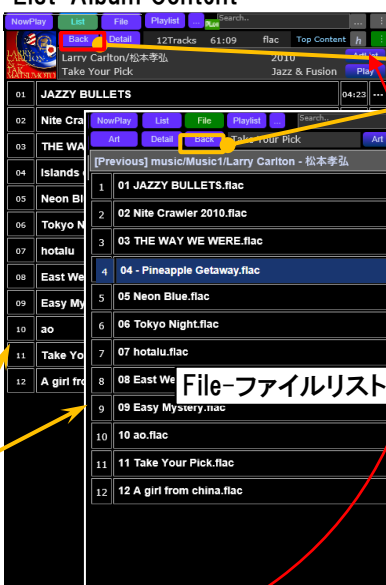 List Album Content
NowPlay List File Playlist ... Search.. ... ⋮
Back 12Tracks 61:09 flac Top Content h ⋮
Larry Carlton/松本孝弘 2010
Take Your Pick Jazz & Fusion Play
01 JAZZY BULLETS 04:23 ...
02 Nite Cra
03 THE WA
04 Islands
05 Neon Bl
06 Tokyo N
07 hotalu
08 East We
09 Easy My
10 ao
11 Take Yo
12 A girl fro
NowPlay List File Playlist ... Search..
Art Detail Back Take Your Pick Art
[Previous] music/Music1/Larry Carlton - 松本孝弘
1 01 JAZZY BULLETS.flac
2 02 Nite Crawler 2010.flac
3 03 THE WAY WE WERE.flac
4 04 - Pineapple Getaway.flac
5 05 Neon Blue.flac
6 06 Tokyo Night.flac
7 07 hotalu.flac
8 08 East We
File-ファイルリスト
9 09 Easy Mystery.flac
10 10 ao.flac
11 11 Take Your Pick.flac
12 12 A girl from china.flac